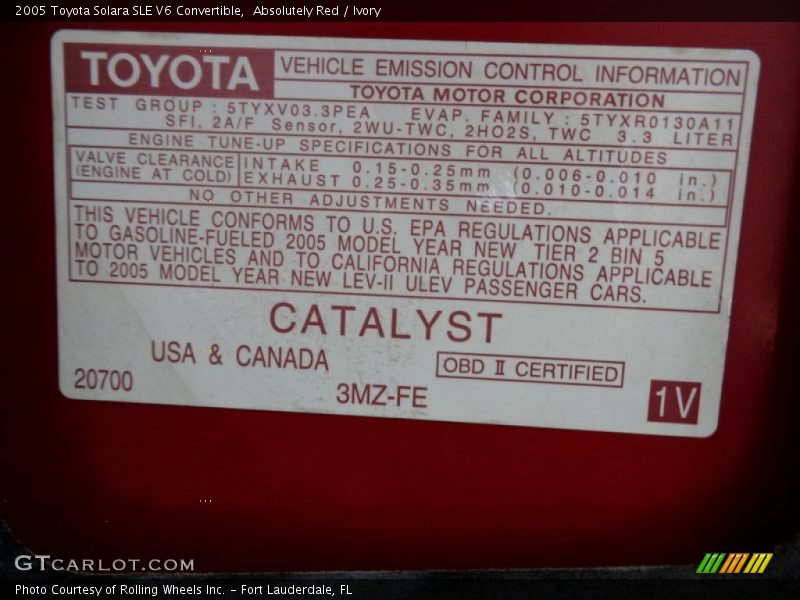 2005 Toyota Solara SLE V6 Convertible,  Absolutely Red / Ivory
TOYOTA
VEHICLE EMISSION CONTROL INFORMATION
TOYOTA MOTOR CORPORATION
TEST GROUP : 5TYXV03.3PEA  EVAP. FAMILY : 5TYXR0130A11
SFI, 2A/F Sensor, 2WU-TWC, 2HO2S, TWC 3.3 LITER
ENGINE TUNE-UP SPECIFICATIONS FOR ALL ALTITUDES
VALVE CLEARANCE INTAKE 0.15-0.25mm (0.006-0.010 in.)
(ENGINE AT COLD) EXHAUST 0.25-0.35mm (0.010-0.014 in.)
NO OTHER ADJUSTMENTS NEEDED.
THIS VEHICLE CONFORMS TO U.S. EPA REGULATIONS APPLICABLE
TO GASOLINE-FUELED 2005 MODEL YEAR NEW TIER 2 BIN 5
MOTOR VEHICLES AND TO CALIFORNIA REGULATIONS APPLICABLE
TO 2005 MODEL YEAR NEW LEV-II ULEV PASSENGER CARS.
CATALYST
USA & CANADA
OBD II CERTIFIED
20700
3MZ-FE
1V
GTCARLOT.COM
Photo Courtesy of Rolling Wheels Inc. – Fort Lauderdale, FL